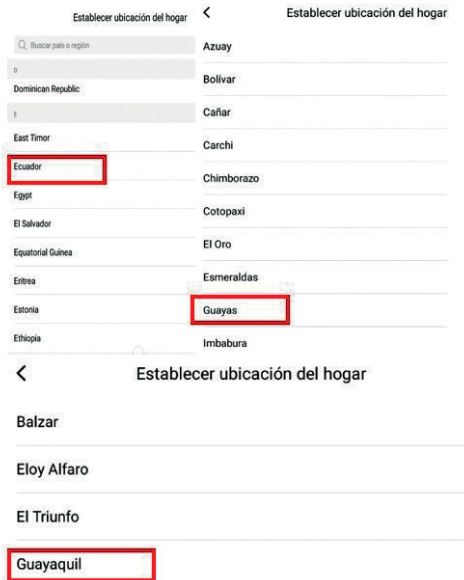 Establecer ubicación del hogar
Buscar país o región
D
Dominican Republic
E
East Timor
Ecuador
Egypt
El Salvador
Equatorial Guinea
Eritrea
Estonia
Ethiopia
Establecer ubicación del hogar
Azuay
Bolívar
Cañar
Carchi
Chimborazo
Cotopaxi
El Oro
Esmeraldas
Guayas
Imbabura
Establecer ubicación del hogar
Balzar
Eloy Alfaro
El Triunfo
Guayaquil